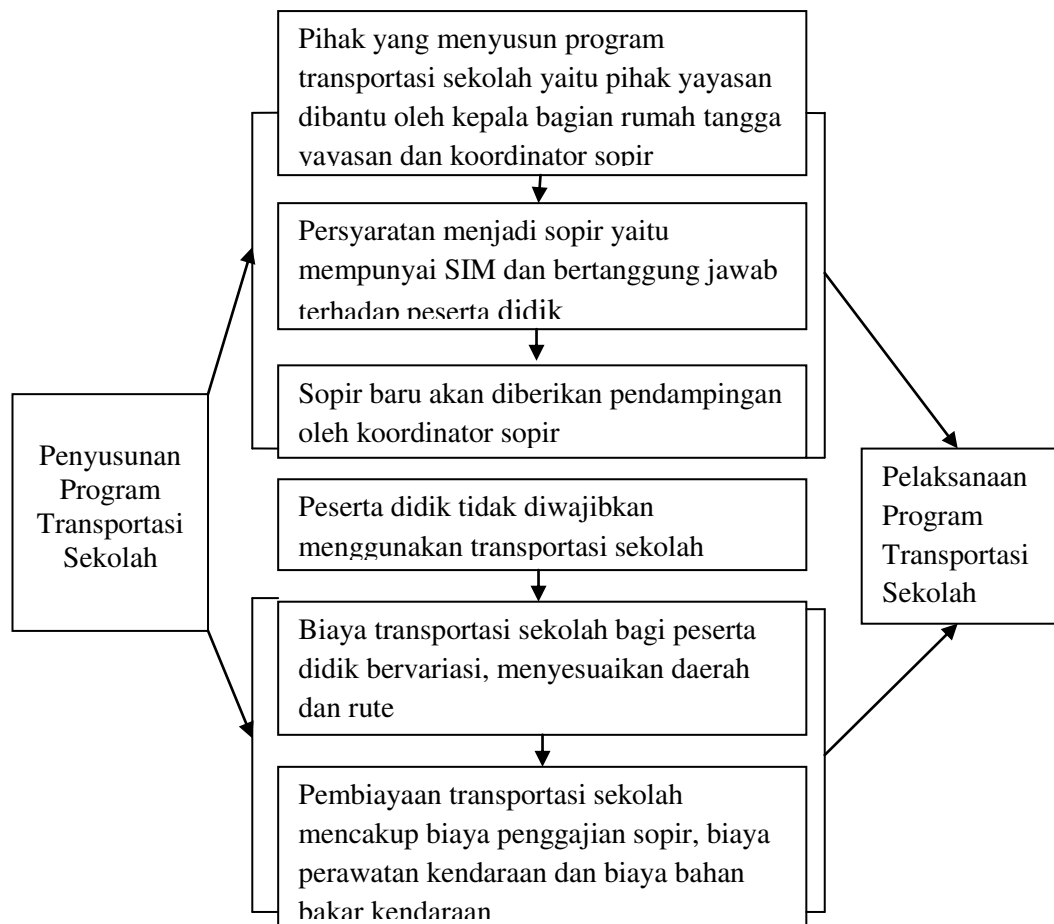 Pihak yang menyusun program
transportasi sekolah yaitu pihak yayasan
dibantu oleh kepala bagian rumah tangga
yayasan dan koordinator sopir
Persyaratan menjadi sopir yaitu
mempunyai SIM dan bertanggung jawab
terhadap peserta didik
Sopir baru akan diberikan pendampingan
oleh koordinator sopir
Penyusunan
Program
Transportasi
Sekolah
Peserta didik tidak diwajibkan
menggunakan transportasi sekolah
Biaya transportasi sekolah bagi peserta
didik bervariasi, menyesuaikan daerah
dan rute
Pembiayaan transportasi sekolah
mencakup biaya penggajian sopir, biaya
perawatan kendaraan dan biaya bahan
bakar kendaraan
Pelaksanaan
Program
Transportasi
Sekolah